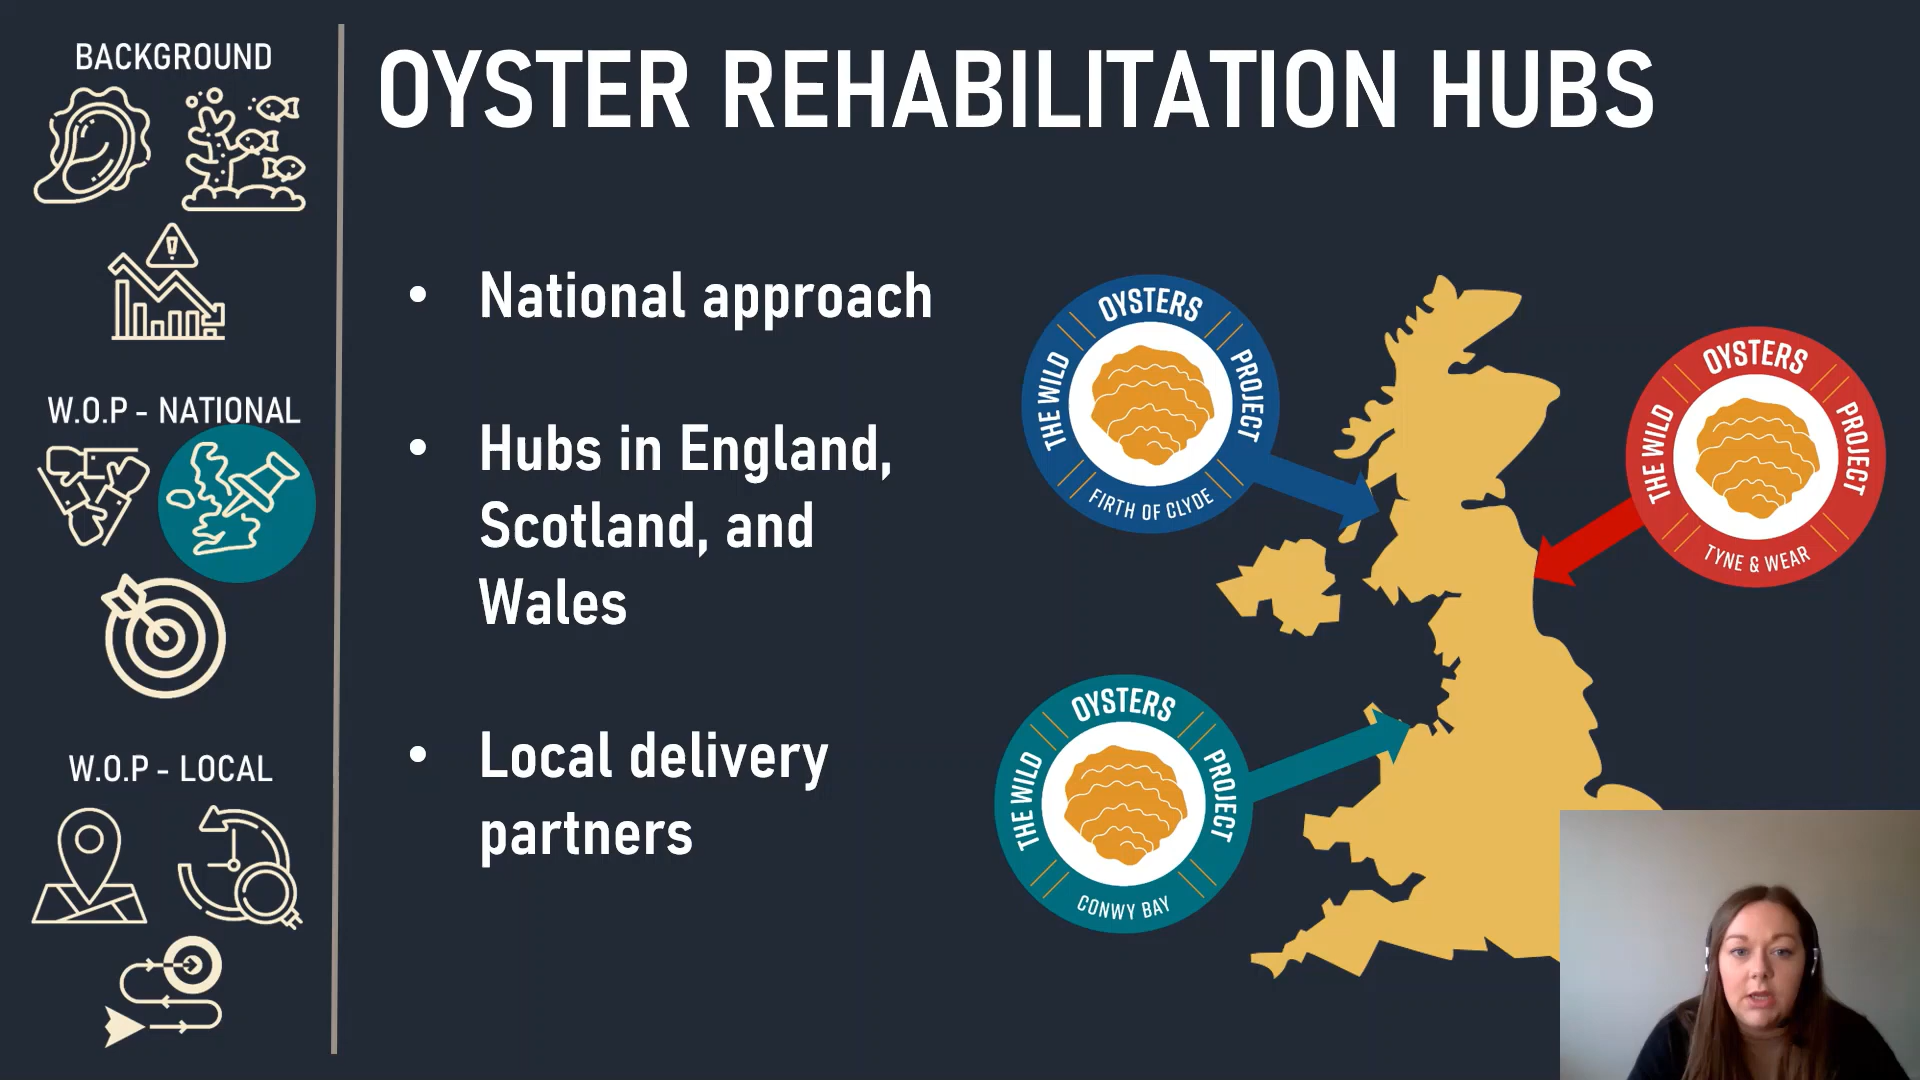 BACKGROUND
W.O.P - NATIONAL
W.O.P - LOCAL
OYSTER REHABILITATION HUBS
• National approach
• Hubs in England,
Scotland, and
Wales
• Local delivery
partners
THE WILD OYSTERS PROJECT
FIRTH OF CLYDE
THE WILD OYSTERS PROJECT
TYNE & WEAR
THE WILD OYSTERS PROJECT
CONWY BAY